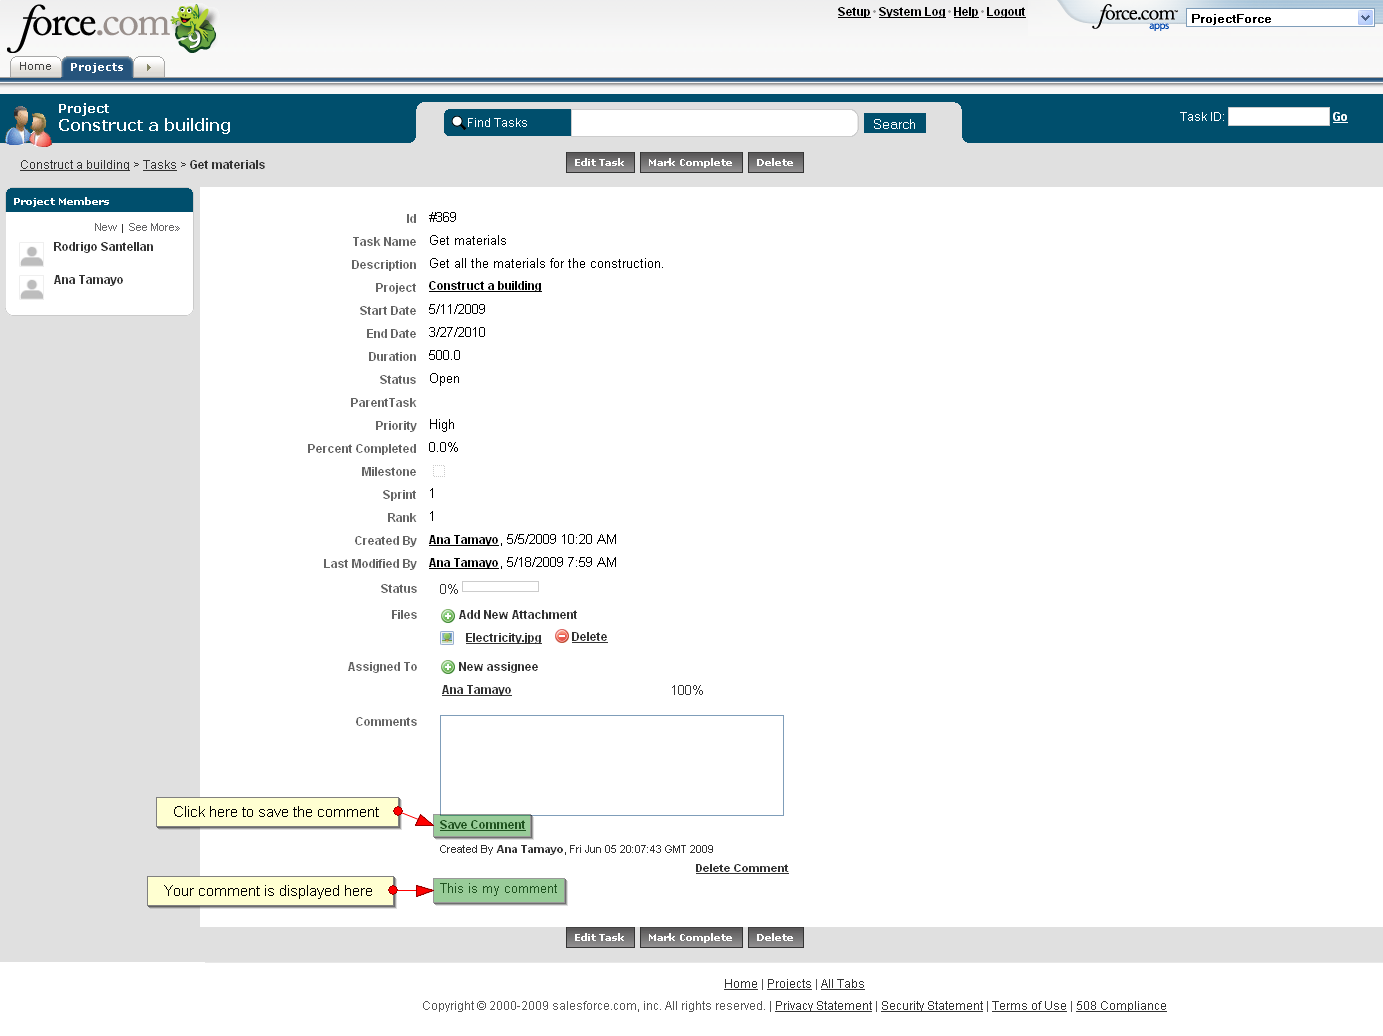 force.com 9
Setup · System Log · Help · Logout
force.com apps ProjectForce
Home Projects
Project
Construct a building
Find Tasks Search
Task ID: Go
Construct a building > Tasks > Get materials
Edit Task Mark Complete Delete
Project Members
New | See More»
Rodrigo Santellan
Ana Tamayo
Id #369
Task Name Get materials
Description Get all the materials for the construction.
Project Construct a building
Start Date 5/11/2009
End Date 3/27/2010
Duration 500.0
Status Open
ParentTask
Priority High
Percent Completed 0.0%
Milestone
Sprint 1
Rank 1
Created By Ana Tamayo, 5/5/2009 10:20 AM
Last Modified By Ana Tamayo, 5/18/2009 7:59 AM
Status 0%
Files Add New Attachment
Electricity.jpg Delete
Assigned To New assignee
Ana Tamayo 100%
Comments
Click here to save the comment
Save Comment
Created By Ana Tamayo, Fri Jun 05 20:07:43 GMT 2009
Delete Comment
Your comment is displayed here
This is my comment
Edit Task Mark Complete Delete
Home | Projects | All Tabs
Copyright © 2000-2009 salesforce.com, inc. All rights reserved. | Privacy Statement | Security Statement | Terms of Use | 508 Compliance